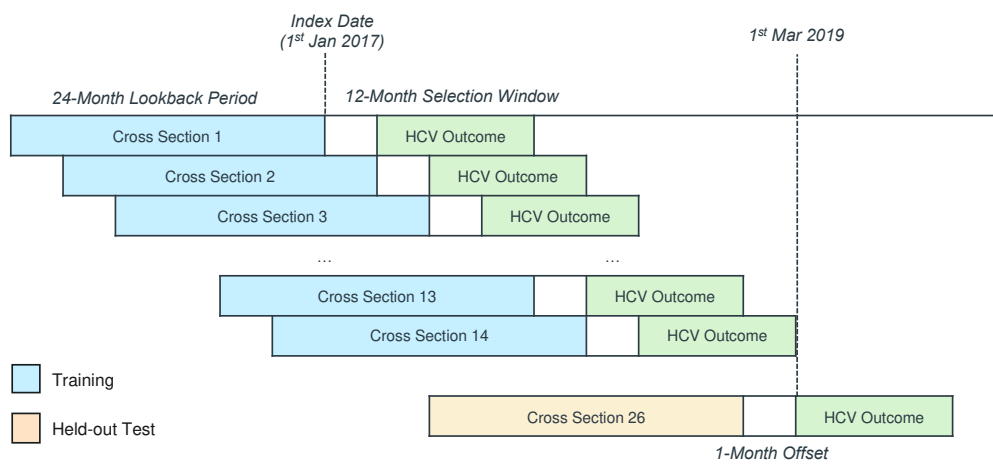 Index Date
(1st Jan 2017)
1st Mar 2019
24-Month Lookback Period
12-Month Selection Window
Cross Section 1
HCV Outcome
Cross Section 2
HCV Outcome
Cross Section 3
HCV Outcome
...
...
Cross Section 13
HCV Outcome
Cross Section 14
HCV Outcome
Training
Cross Section 26
HCV Outcome
Held-out Test
1-Month Offset